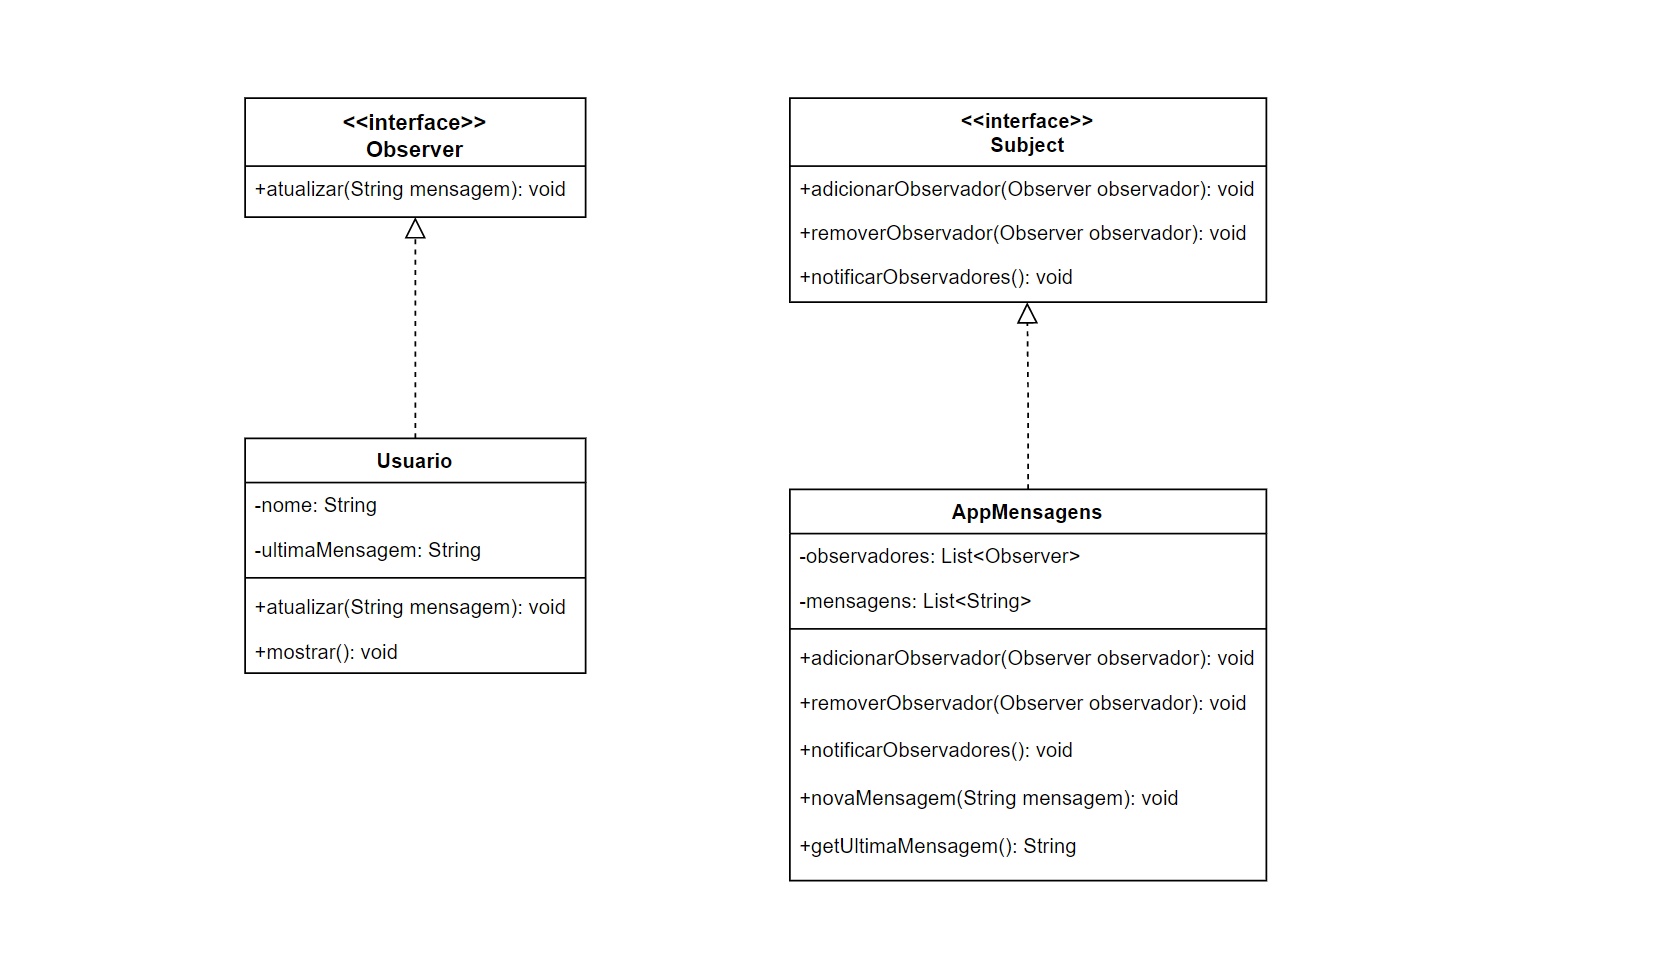 <<interface>>
Observer
+atualizar(String mensagem): void
Usuario
-nome: String
-ultimaMensagem: String
+atualizar(String mensagem): void
+mostrar(): void
<<interface>>
Subject
+adicionarObservador(Observer observador): void
+removerObservador(Observer observador): void
+notificarObservadores(): void
AppMensagens
-observadores: List<Observer>
-mensagens: List<String>
+adicionarObservador(Observer observador): void
+removerObservador(Observer observador): void
+notificarObservadores(): void
+novaMensagem(String mensagem): void
+getUltimaMensagem(): String